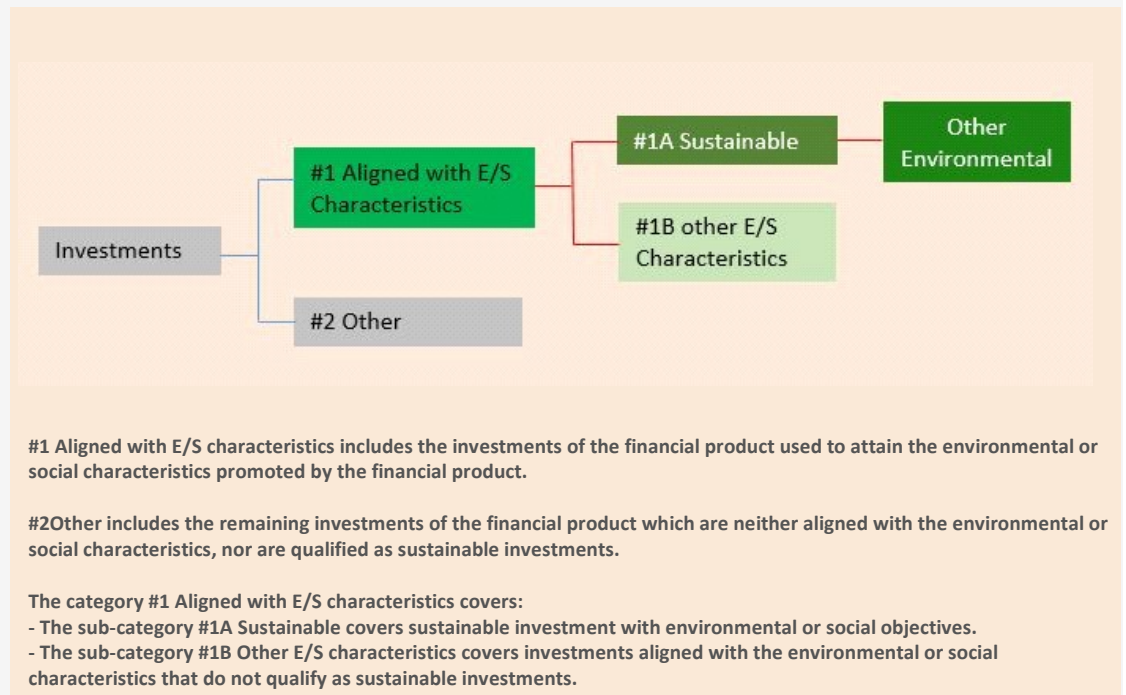 Other
Environmental
#1A Sustainable
#1 Aligned with E/S
Characteristics
#1B other E/S
Characteristics
Investments
#2 Other
#1 Aligned with E/S characteristics includes the investments of the financial product used to attain the environmental or
social characteristics promoted by the financial product.
#2Other includes the remaining investments of the financial product which are neither aligned with the environmental or
social characteristics, nor are qualified as sustainable investments.
The category #1 Aligned with E/S characteristics covers:
- The sub-category #1A Sustainable covers sustainable investment with environmental or social objectives.
- The sub-category #1B Other E/S characteristics covers investments aligned with the environmental or social
characteristics that do not qualify as sustainable investments.